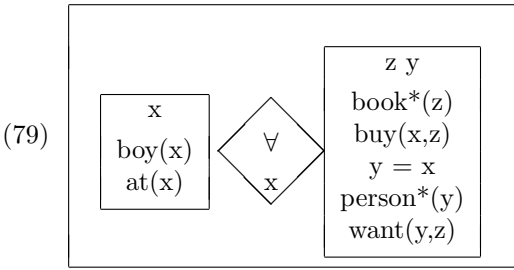 (79)
x
boy(x)
at(x)
∀
x
z y
book*(z)
buy(x,z)
y = x
person*(y)
want(y,z)